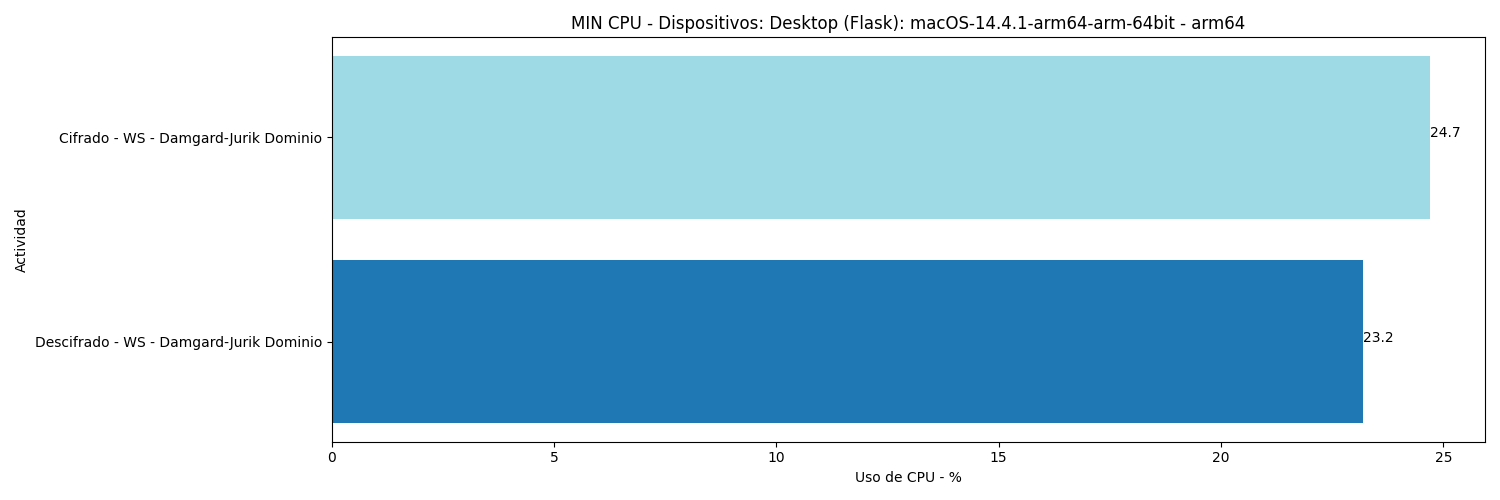 MIN CPU - Dispositivos: Desktop (Flask): macOS-14.4.1-arm64-arm-64bit - arm64
Cifrado - WS - Damgard-Jurik Dominio
24.7
Actividad
Descifrado - WS - Damgard-Jurik Dominio
23.2
0 5 10 15 20 25
Uso de CPU - %